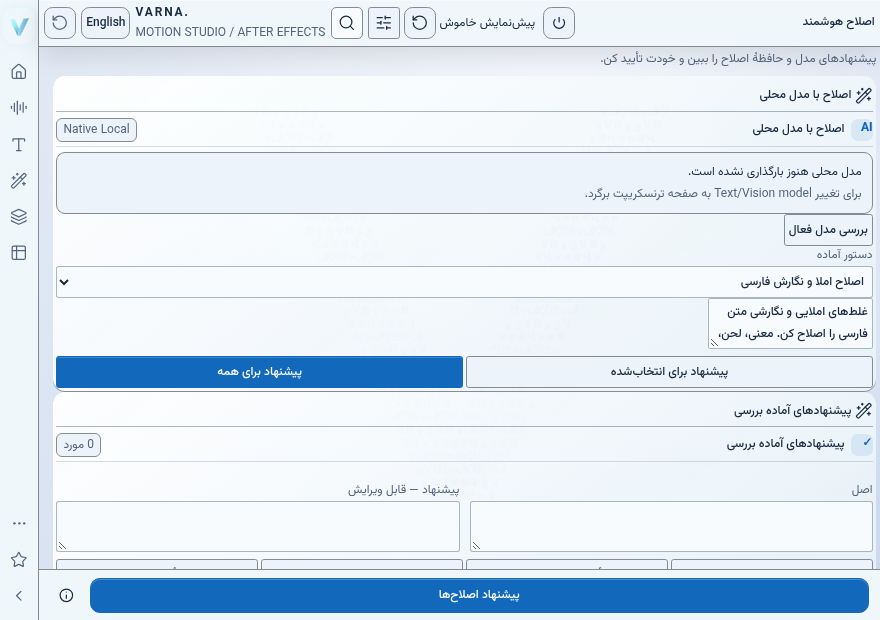 اصلاح هوشمند
پیش‌نمایش خاموش
VARNA.
MOTION STUDIO / AFTER EFFECTS
English
پیشنهادهای مدل و حافظهٔ اصلاح را ببین و خودت تأیید کن.
اصلاح با مدل محلی
AI
اصلاح با مدل محلی
Native Local
مدل محلی هنوز بارگذاری نشده است.
برای تغییر Text/Vision model به صفحه ترنسکریپت برگرد.
بررسی مدل فعال
دستور آماده
اصلاح املا و نگارش فارسی
غلط‌های املایی و نگارشی متن
فارسی را اصلاح کن. معنی، لحن،
پیشنهاد برای انتخاب‌شده
پیشنهاد برای همه
پیشنهادهای آماده بررسی
✓
پیشنهادهای آماده بررسی
0 مورد
اصل
پیشنهاد — قابل ویرایش
پیشنهاد اصلاح‌ها